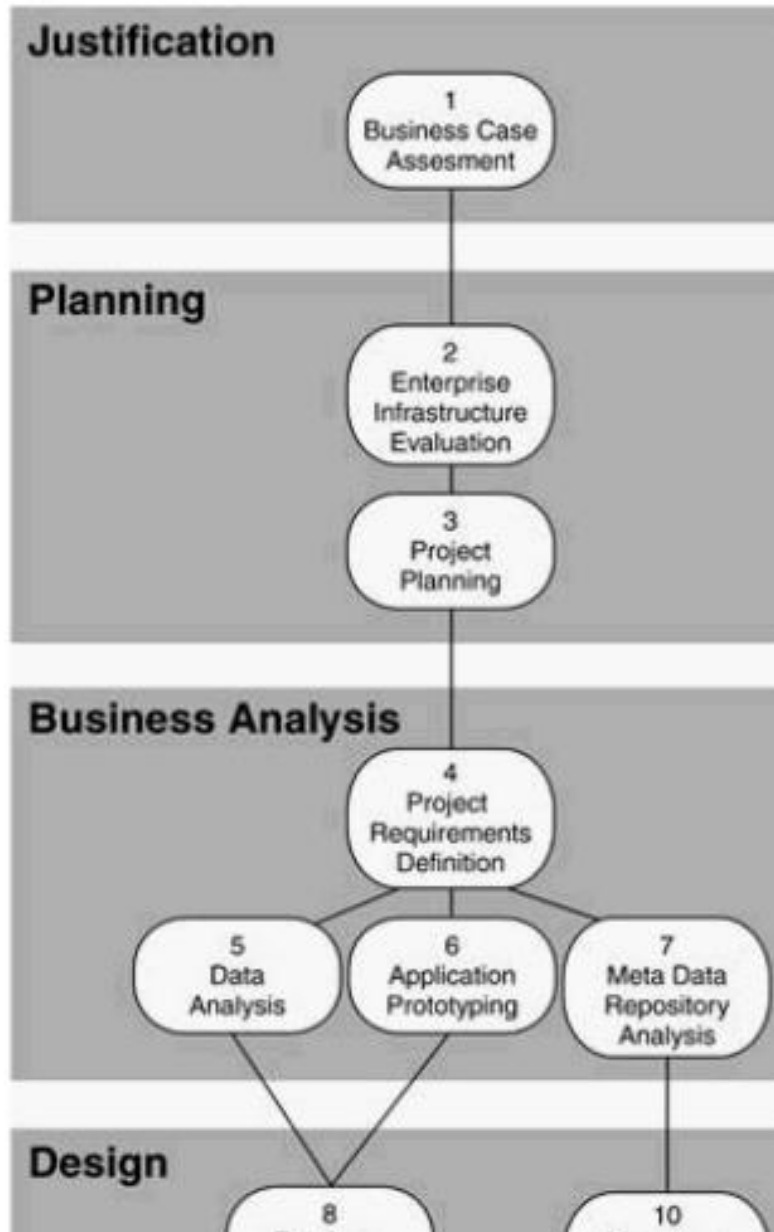 Justification
1
Business Case
Assesment
Planning
2
Enterprise
Infrastructure
Evaluation
3
Project
Planning
Business Analysis
4
Project
Requirements
Definition
5
Data
Analysis
6
Application
Prototyping
7
Meta Data
Repository
Analysis
Design
8
10